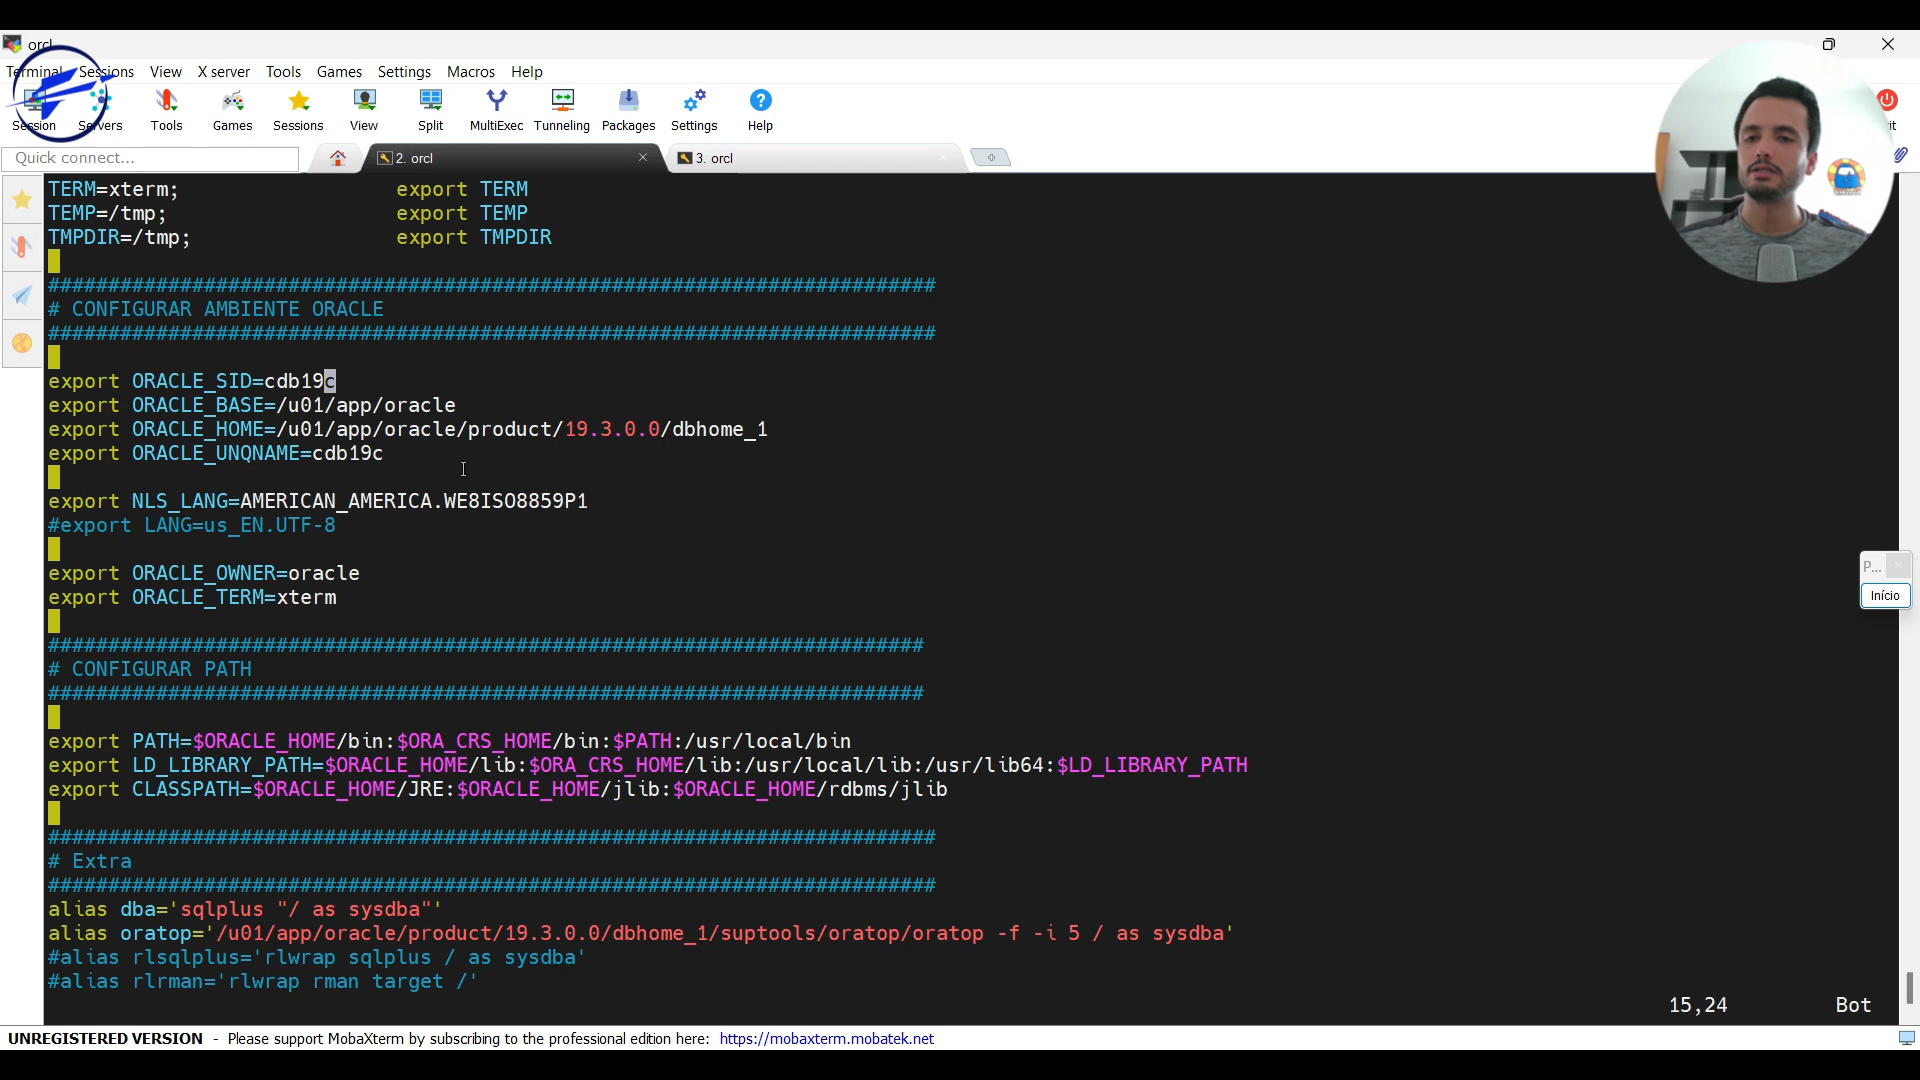 orcl
Terminal Sessions View X server Tools Games Settings Macros Help
Session Servers Tools Games Sessions View Split MultiExec Tunneling Packages Settings Help
Quick connect...
2. orcl
3. orcl
TERM=xterm; export TERM
TEMP=/tmp; export TEMP
TMPDIR=/tmp; export TMPDIR
##########################################################################
# CONFIGURAR AMBIENTE ORACLE
##########################################################################
export ORACLE_SID=cdb19c
export ORACLE_BASE=/u01/app/oracle
export ORACLE_HOME=/u01/app/oracle/product/19.3.0.0/dbhome_1
export ORACLE_UNQNAME=cdb19c
export NLS_LANG=AMERICAN_AMERICA.WE8ISO8859P1
#export LANG=us_EN.UTF-8
export ORACLE_OWNER=oracle
export ORACLE_TERM=xterm
#########################################################################
# CONFIGURAR PATH
#########################################################################
export PATH=$ORACLE_HOME/bin:$ORA_CRS_HOME/bin:$PATH:/usr/local/bin
export LD_LIBRARY_PATH=$ORACLE_HOME/lib:$ORA_CRS_HOME/lib:/usr/local/lib:/usr/lib64:$LD_LIBRARY_PATH
export CLASSPATH=$ORACLE_HOME/JRE:$ORACLE_HOME/jlib:$ORACLE_HOME/rdbms/jlib
##########################################################################
# Extra
##########################################################################
alias dba='sqlplus "/ as sysdba"'
alias oratop='/u01/app/oracle/product/19.3.0.0/dbhome_1/suptools/oratop/oratop -f -i 5 / as sysdba'
#alias rlsqlplus='rlwrap sqlplus / as sysdba'
#alias rlrman='rlwrap rman target /'
15,24 Bot
P...
Início
UNREGISTERED VERSION - Please support MobaXterm by subscribing to the professional edition here: https://mobaxterm.mobatek.net